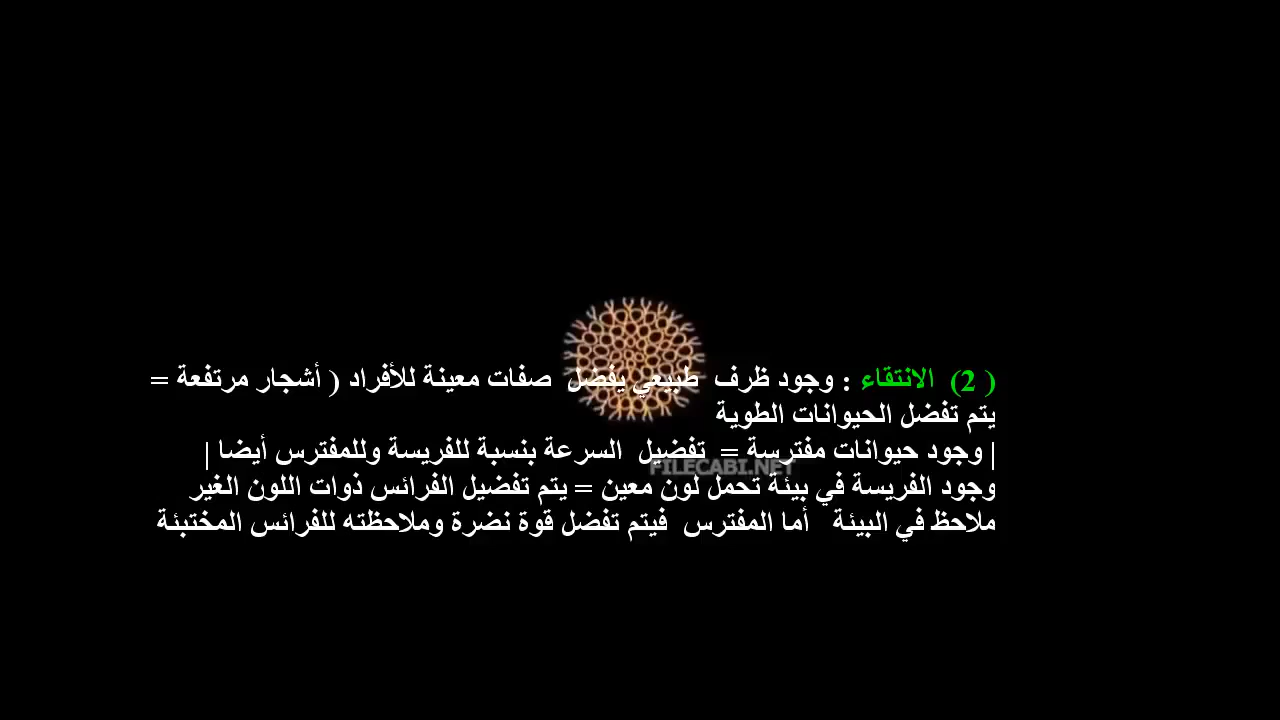 ( 2) الانتقاء : وجود ظرف طبيعي يفضل صفات معينة للأفراد ( أشجار مرتفعة =
يتم تفضل الحيوانات الطوية
| وجود حيوانات مفترسة = تفضيل السرعة بنسبة للفريسة وللمفترس أيضا |
FILECABI.NET
وجود الفريسة في بيئة تحمل لون معين = يتم تفضيل الفرائس ذوات اللون الغير
ملاحظ في البيئة أما المفترس فيتم تفضل قوة نضرة وملاحظته للفرائس المختبئة